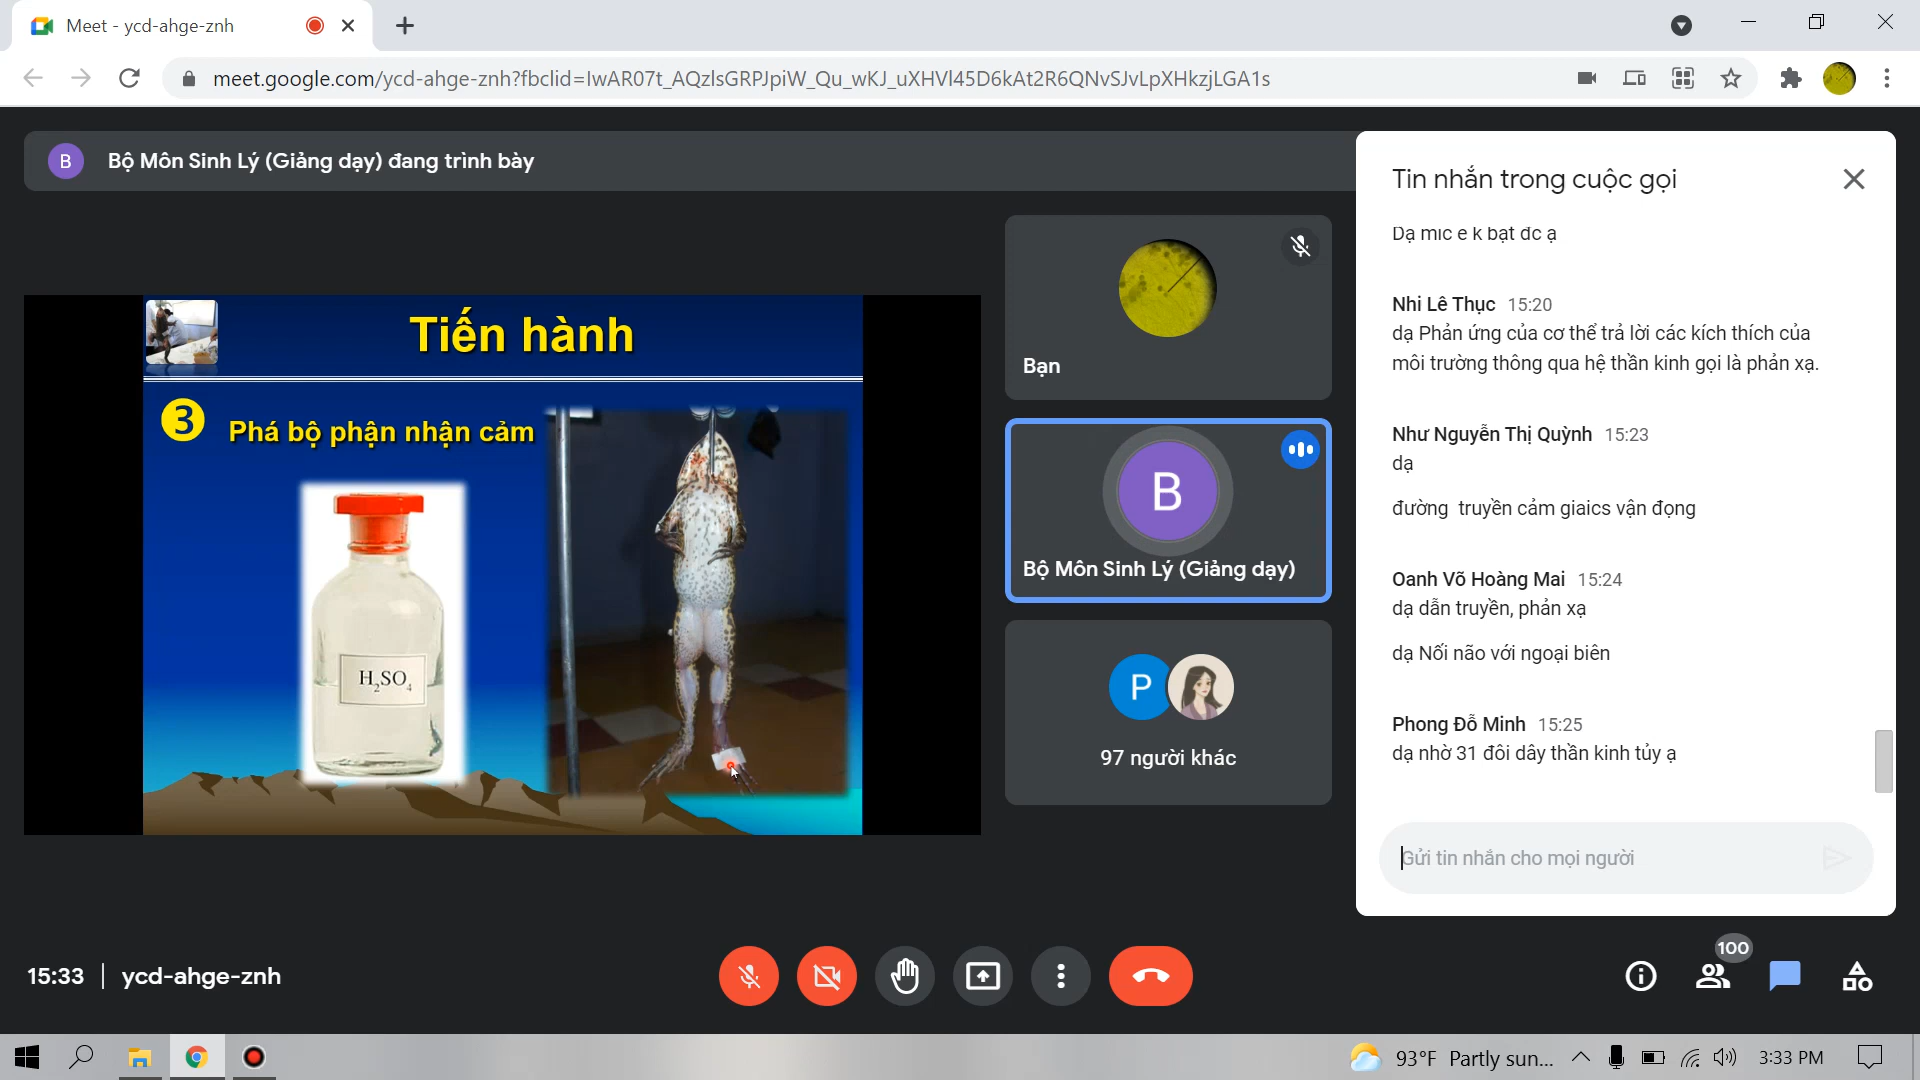 Meet - ycd-ahge-znh
meet.google.com/ycd-ahge-znh?fbclid=IwAR07t_AQzlsGRPJpiW_Qu_wKJ_uXHVl45D6kAt2R6QNvSJvLpXHkzjLGA1s
B
Bộ Môn Sinh Lý (Giảng dạy) đang trình bày
Tiến hành
3
Phá bộ phận nhận cảm
H2SO4
Bạn
B
Bộ Môn Sinh Lý (Giảng dạy)
P
97 người khác
Tin nhắn trong cuộc gọi
Dạ mic e k bật đc ạ
Nhi Lê Thục 15:20
dạ Phản ứng của cơ thể trả lời các kích thích của
môi trường thông qua hệ thần kinh gọi là phản xạ.
Như Nguyễn Thị Quỳnh 15:23
dạ
đường truyền cảm giaics vận đọng
Oanh Võ Hoàng Mai 15:24
dạ dẫn truyền, phản xạ
dạ Nối não với ngoại biên
Phong Đỗ Minh 15:25
dạ nhờ 31 đôi dây thần kinh tủy ạ
Gửi tin nhắn cho mọi người
15:33 | ycd-ahge-znh
100
93°F Partly sun...
3:33 PM